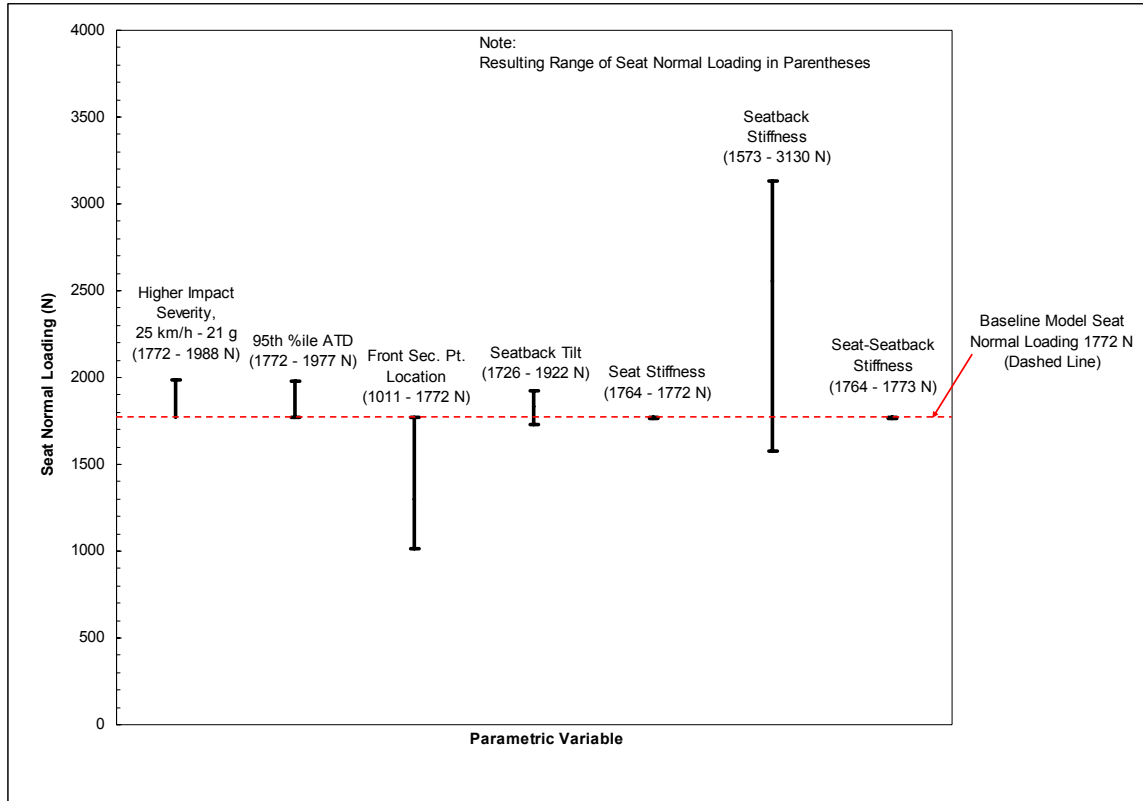 Note:
Resulting Range of Seat Normal Loading in Parentheses
Seat Normal Loading (N)
4000
3500
3000
2500
2000
1500
1000
500
0
Higher Impact
Severity,
25 km/h - 21 g
(1772 - 1988 N)
95th %ile ATD
(1772 - 1977 N)
Front Sec. Pt.
Location
(1011 - 1772 N)
Seatback Tilt
(1726 - 1922 N)
Seat Stiffness
(1764 - 1772 N)
Seatback
Stiffness
(1573 - 3130 N)
Seat-Seatback
Stiffness
(1764 - 1773 N)
Baseline Model Seat
Normal Loading 1772 N
(Dashed Line)
Parametric Variable